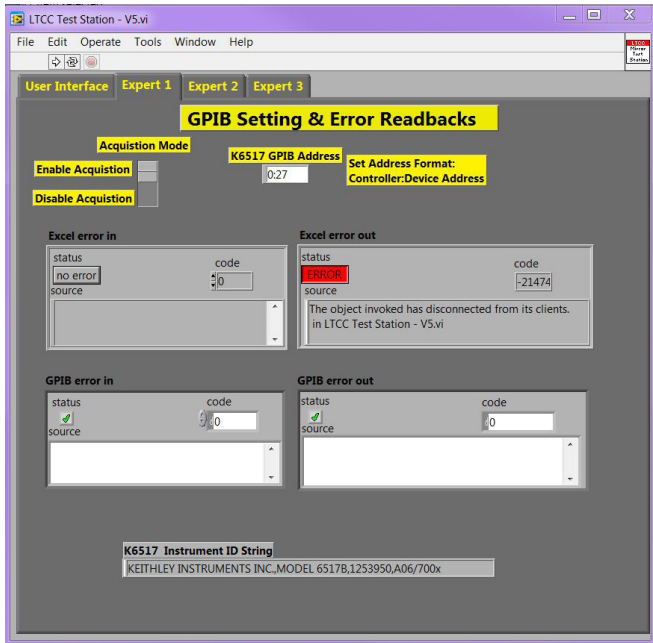 LTCC Test Station - V5.vi
File Edit Operate Tools Window Help
LTCC
Mirror
Test
Station
User Interface Expert 1 Expert 2 Expert 3
GPIB Setting & Error Readbacks
Acquistion Mode
Enable Acquistion
Disable Acquistion
K6517 GPIB Address
0:27
Set Address Format:
Controller:Device Address
Excel error in
status code
no error 0
source
Excel error out
status code
ERROR -21474
source
The object invoked has disconnected from its clients.
in LTCC Test Station - V5.vi
GPIB error in
status code
0
source
GPIB error out
status code
0
source
K6517 Instrument ID String
KEITHLEY INSTRUMENTS INC.,MODEL 6517B,1253950,A06/700x